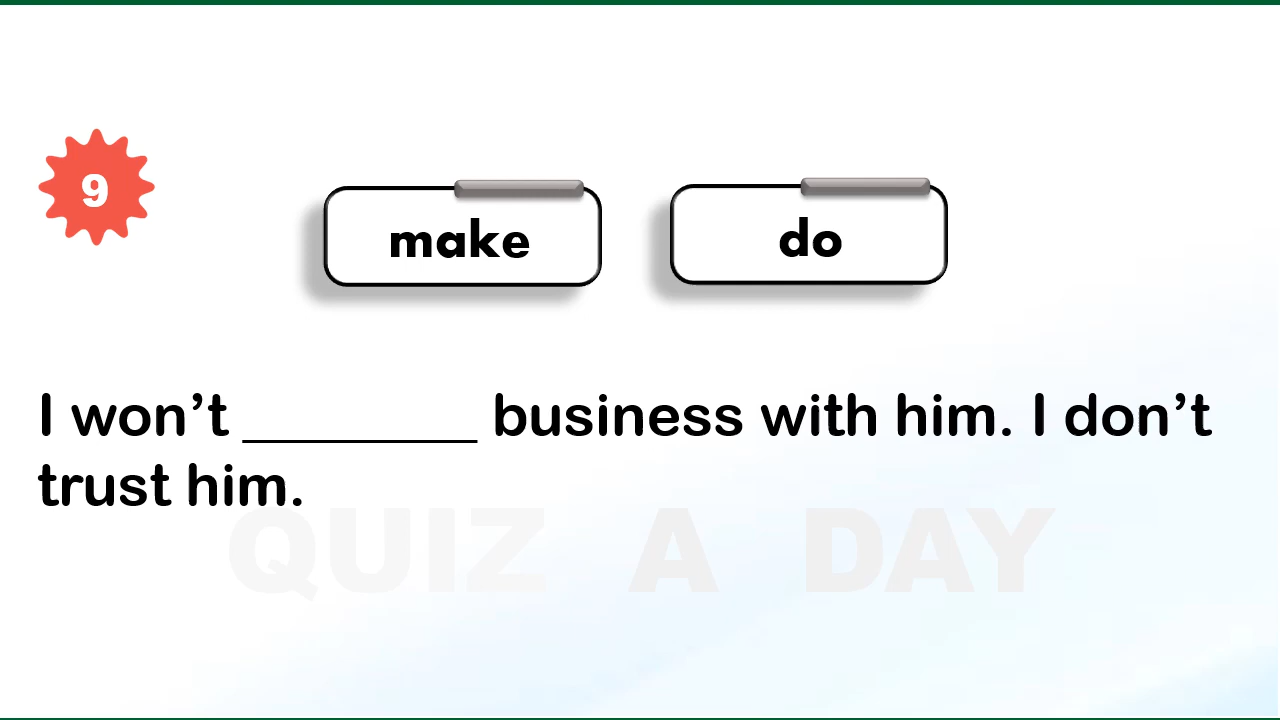 9
make
do
I won’t ________ business with him. I don’t
trust him.
QUIZ A DAY